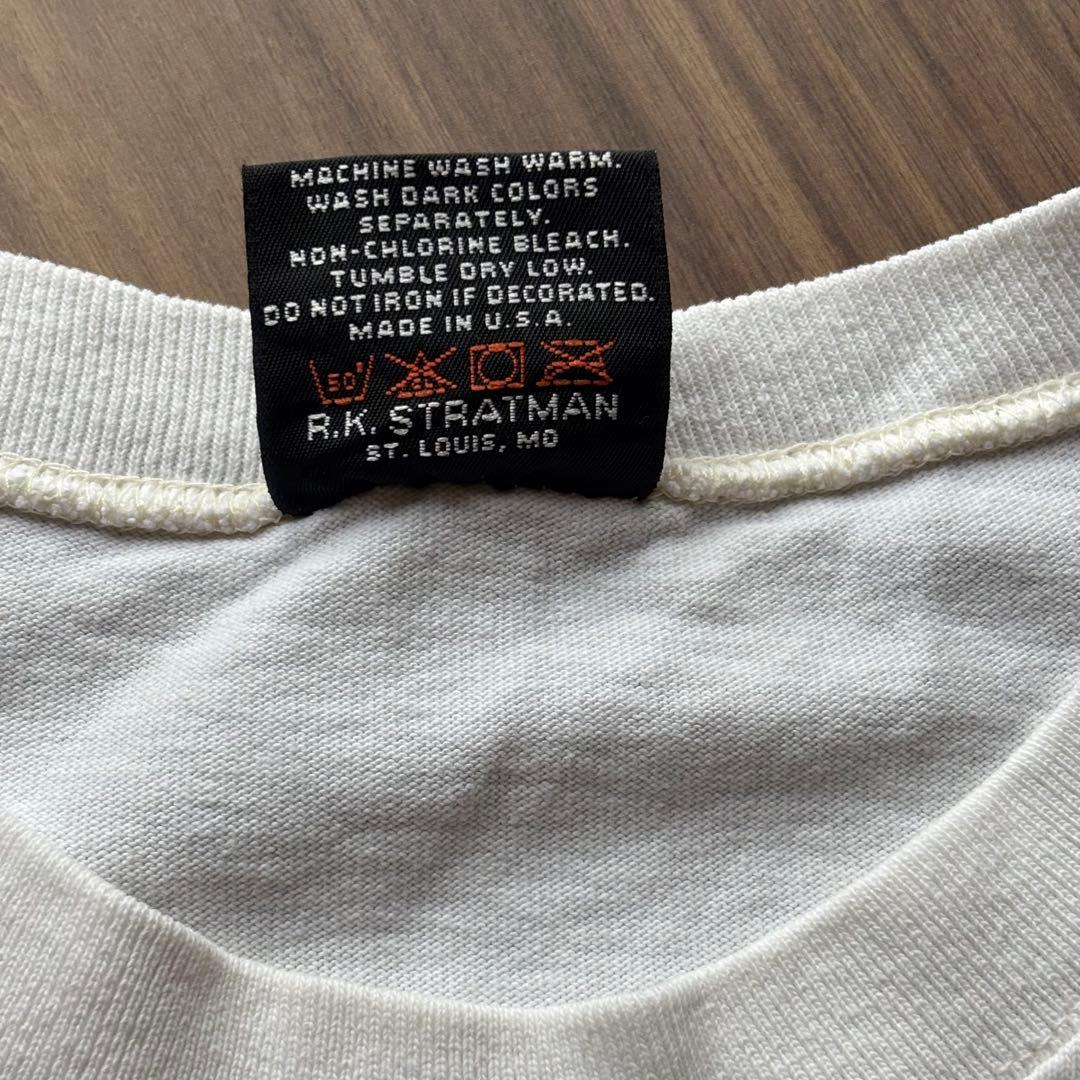 MACHINE WASH WARM.
WASH DARK COLORS
SEPARATELY.
NON-CHLORINE BLEACH.
TUMBLE DRY LOW.
DO NOT IRON IF DECORATED.
MADE IN U.S.A.
50°
R.K. STRATMAN
ST. LOUIS, MO